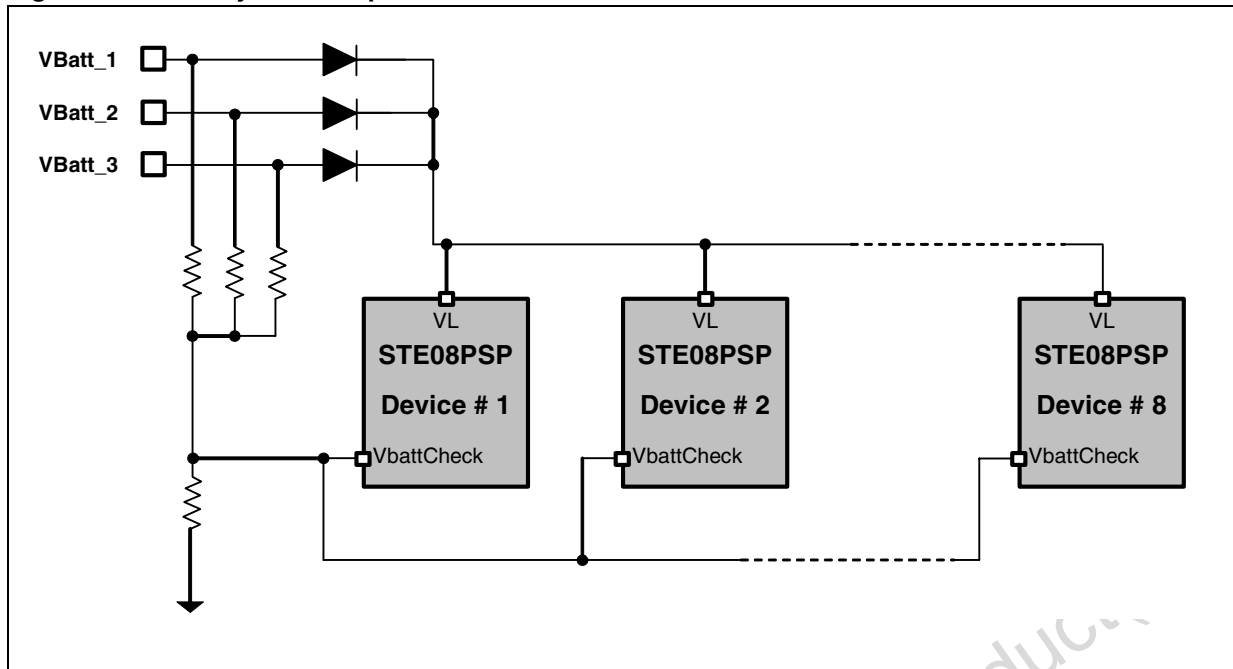 VBatt_1
VBatt_2
VBatt_3
VL
STE08PSP
Device # 1
VbattCheck
VL
STE08PSP
Device # 2
VbattCheck
VL
STE08PSP
Device # 8
VbattCheck